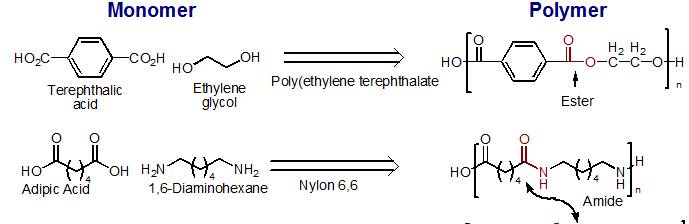 Monomer Polymer
HO2C CO2H HO OH O O H2 H2
HO O C C O H
n
Terephthalic acid Ethylene glycol Poly(ethylene terephthalate Ester
O O
HO OH H2N NH2 HO O O N H N H H
4 4 4 4 n
Adipic Acid 1,6-Diaminohexane Nylon 6,6 Amide